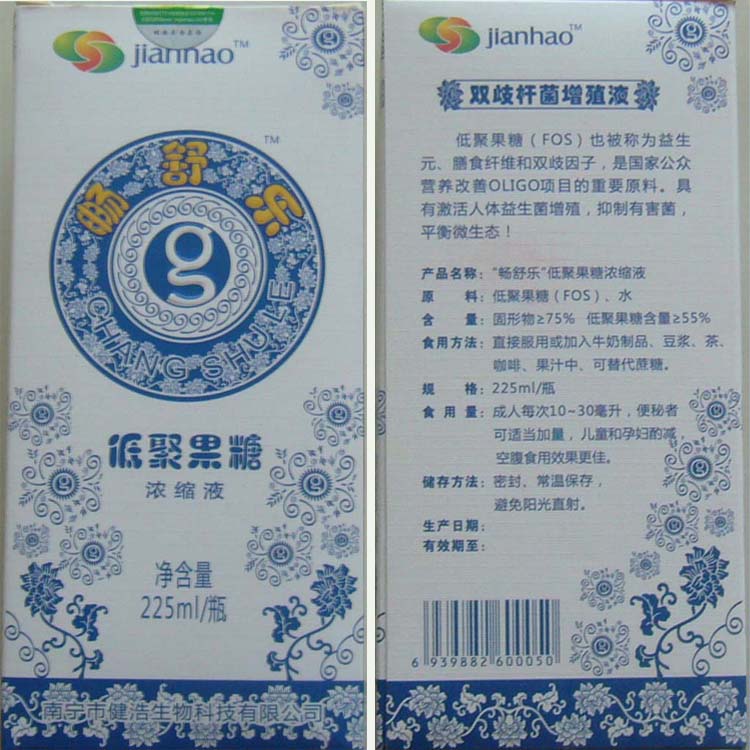 jianhao™
畅舒乐
™
g
CHANG SHU LE
低聚果糖
浓缩液
净含量
225ml/瓶
南宁市健浩生物科技有限公司
jianhao™
双歧杆菌增殖液
低聚果糖(FOS)也被称为益生
元、膳食纤维和双歧因子,是国家公众
营养改善OLIGO项目的重要原料。具
有激活人体益生菌增殖,抑制有害菌,
平衡微生态!
产品名称:“畅舒乐”低聚果糖浓缩液
原 料:低聚果糖(FOS)、水
含 量:固形物≥75% 低聚果糖含量≥55%
食用方法:直接服用或加入牛奶制品、豆浆、茶、
咖啡、果汁中、可替代蔗糖。
规 格:225ml/瓶
食 用 量:成人每次10~30毫升,便秘者
可适当加量,儿童和孕妇酌减
空腹食用效果更佳。
储存方法:密封、常温保存,
避免阳光直射。
生产日期:
有效期至:
6 939882 600050